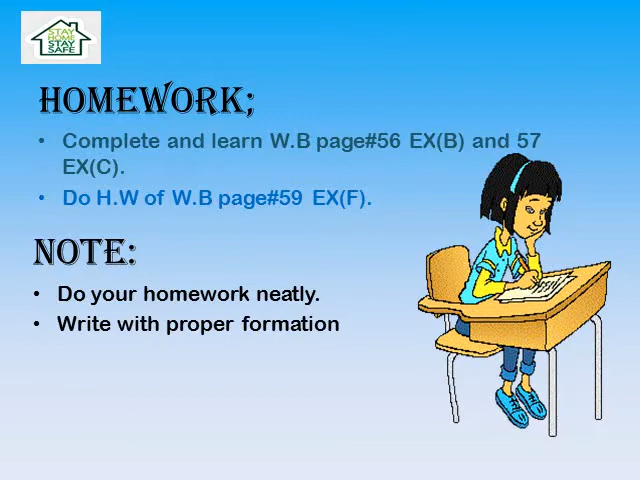 STAY
HOME
STAY
SAFE
HOMEWORK;
• Complete and learn W.B page#56 EX(B) and 57
EX(C).
• Do H.W of W.B page#59 EX(F).
NOTE:
• Do your homework neatly.
• Write with proper formation